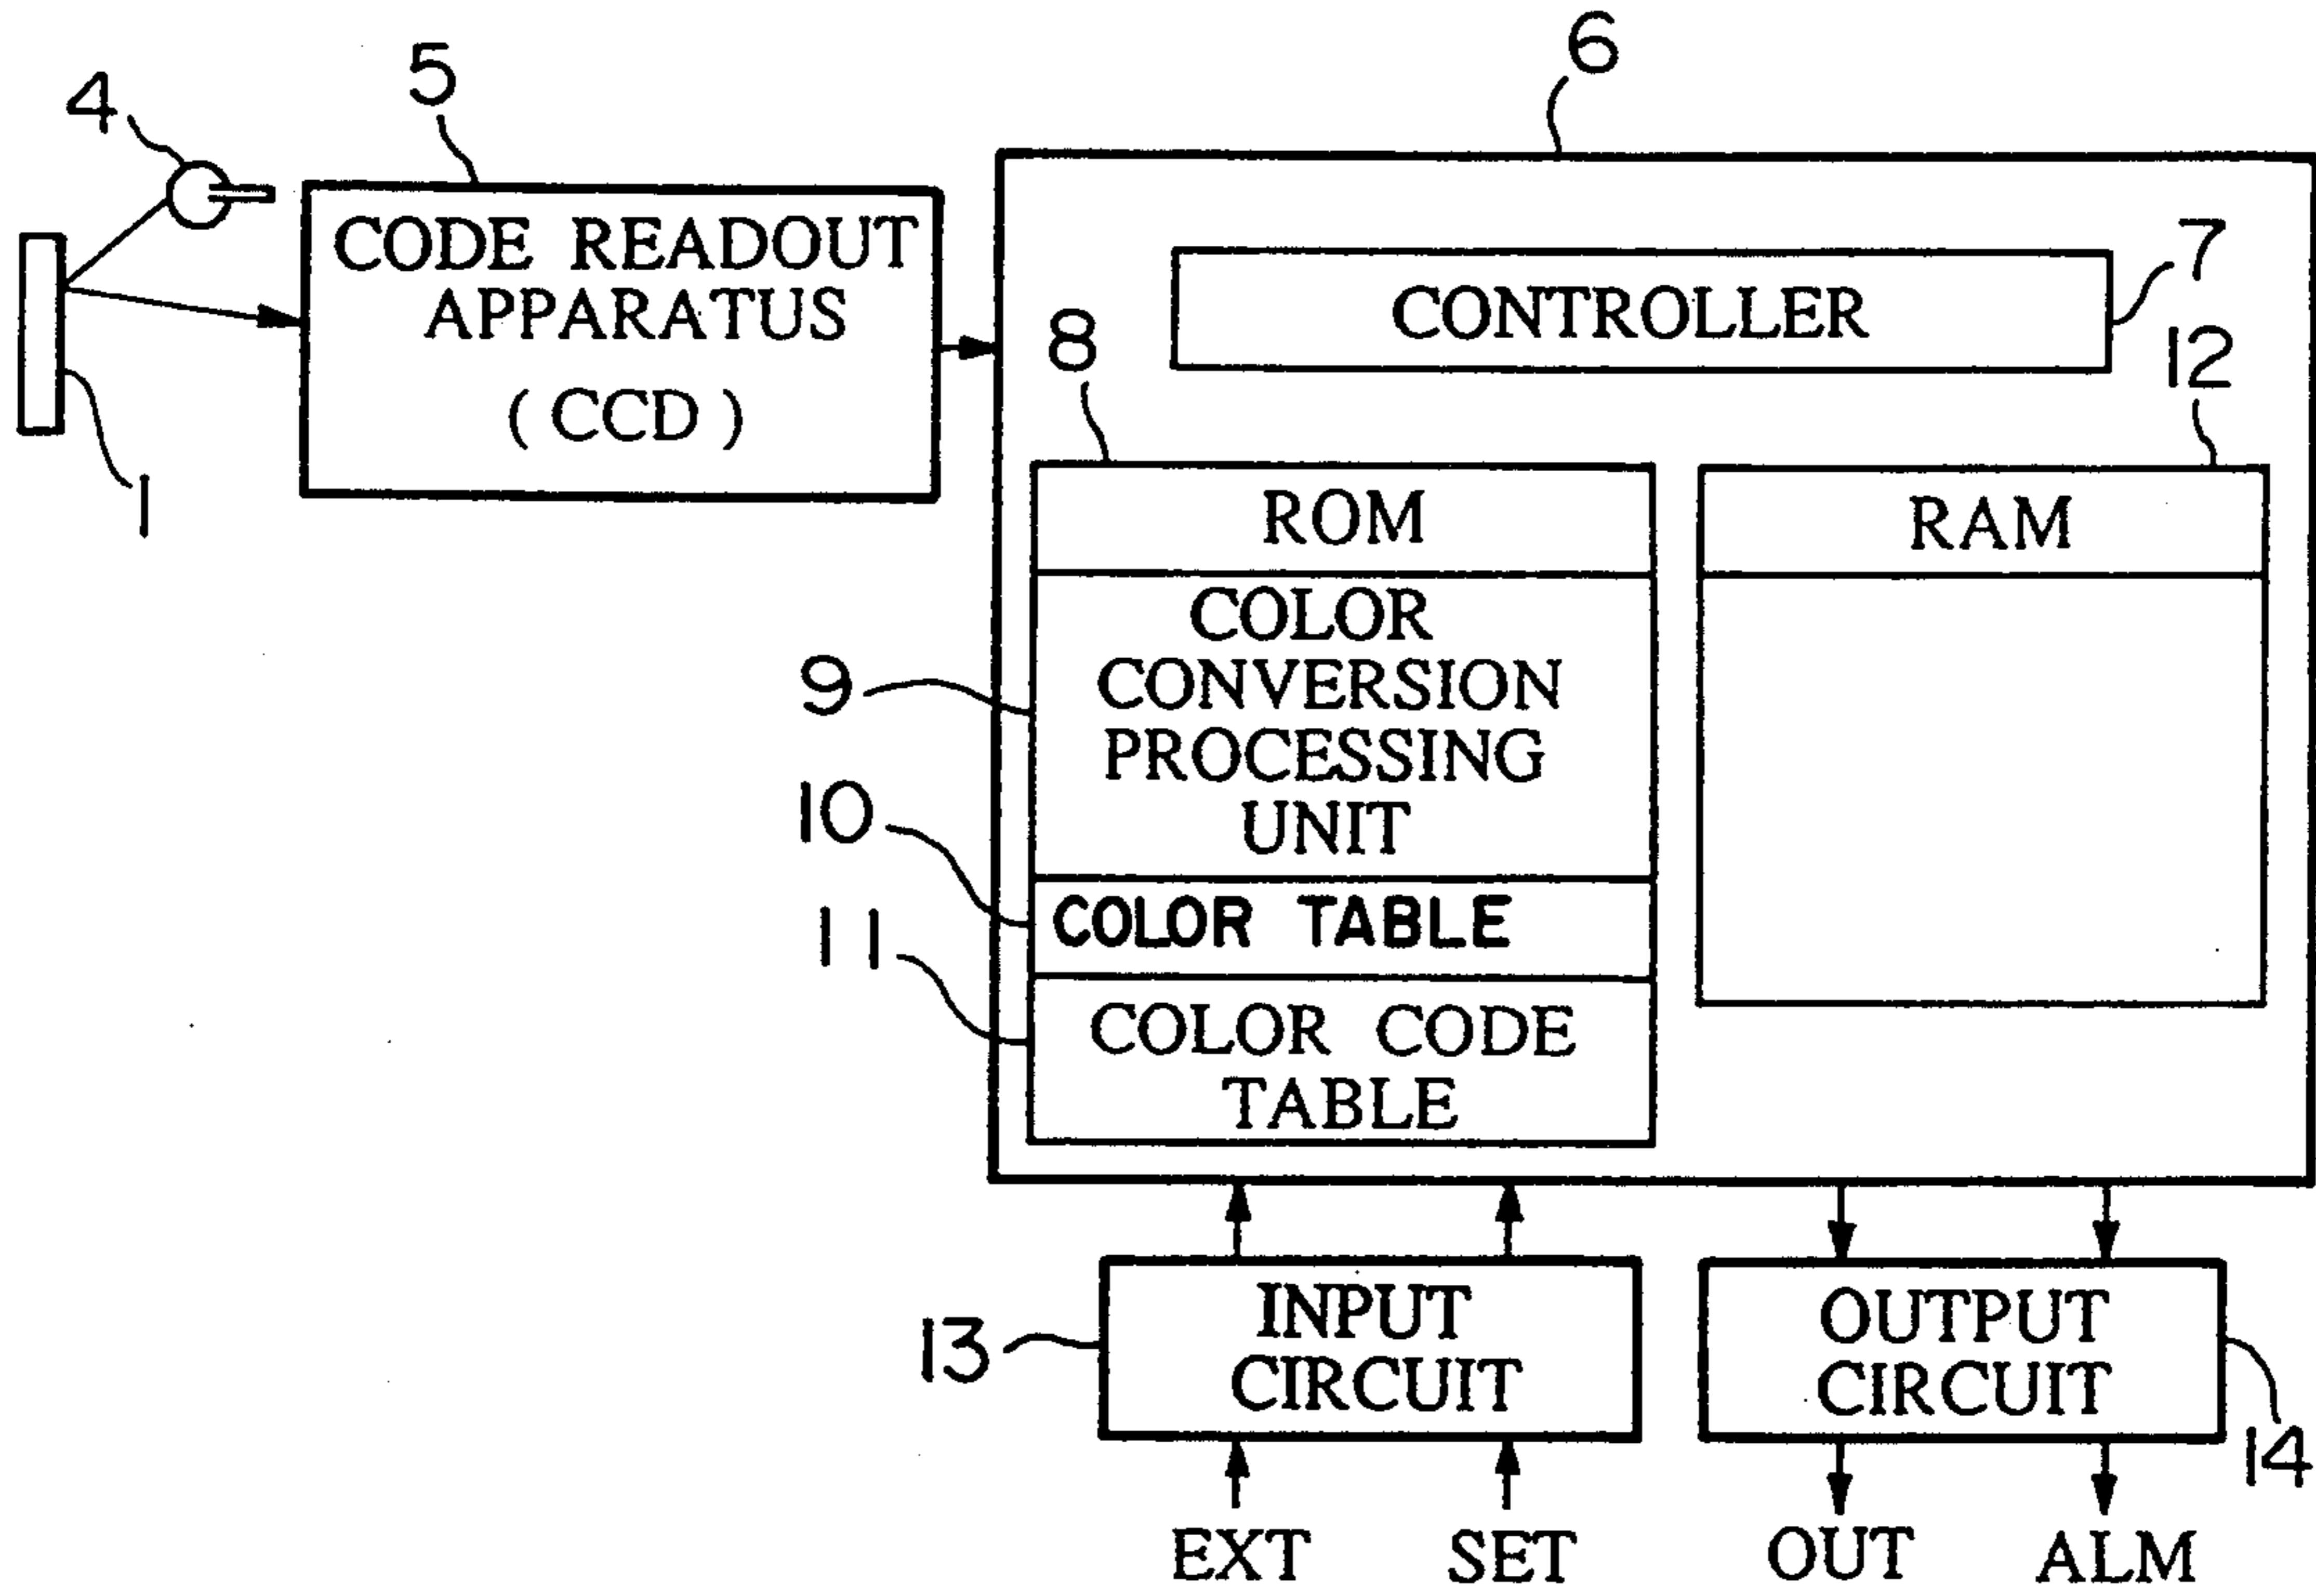 4
5
6
1
CODE READOUT
APPARATUS
( CCD )
7
CONTROLLER
8
12
ROM
RAM
9
COLOR
CONVERSION
PROCESSING
UNIT
10
COLOR TABLE
11
COLOR CODE
TABLE
13
INPUT
CIRCUIT
OUTPUT
CIRCUIT
14
EXT
SET
OUT
ALM